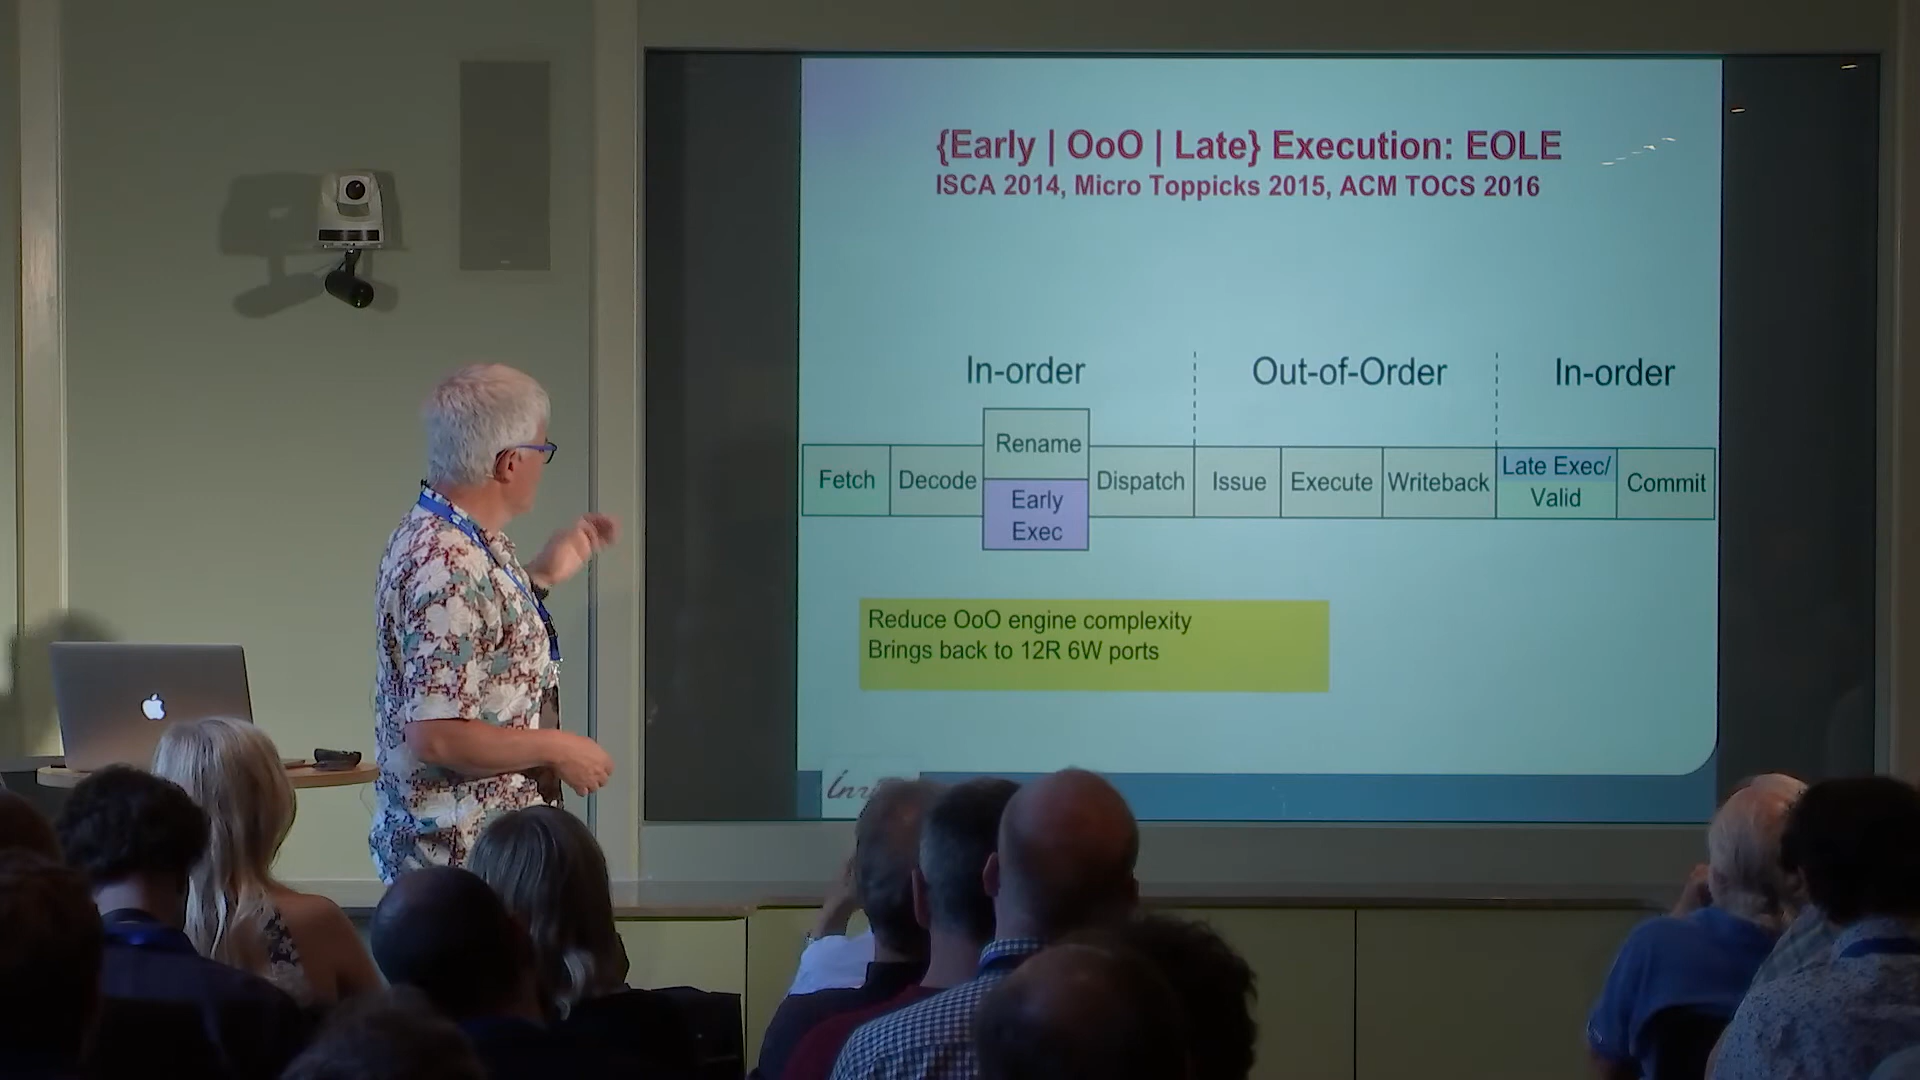 {Early | OoO | Late} Execution: EOLE
ISCA 2014, Micro Toppicks 2015, ACM TOCS 2016
In-order
Out-of-Order
In-order
Fetch
Decode
Rename
Early
Exec
Dispatch
Issue
Execute
Writeback
Late Exec/
Valid
Commit
Reduce OoO engine complexity
Brings back to 12R 6W ports